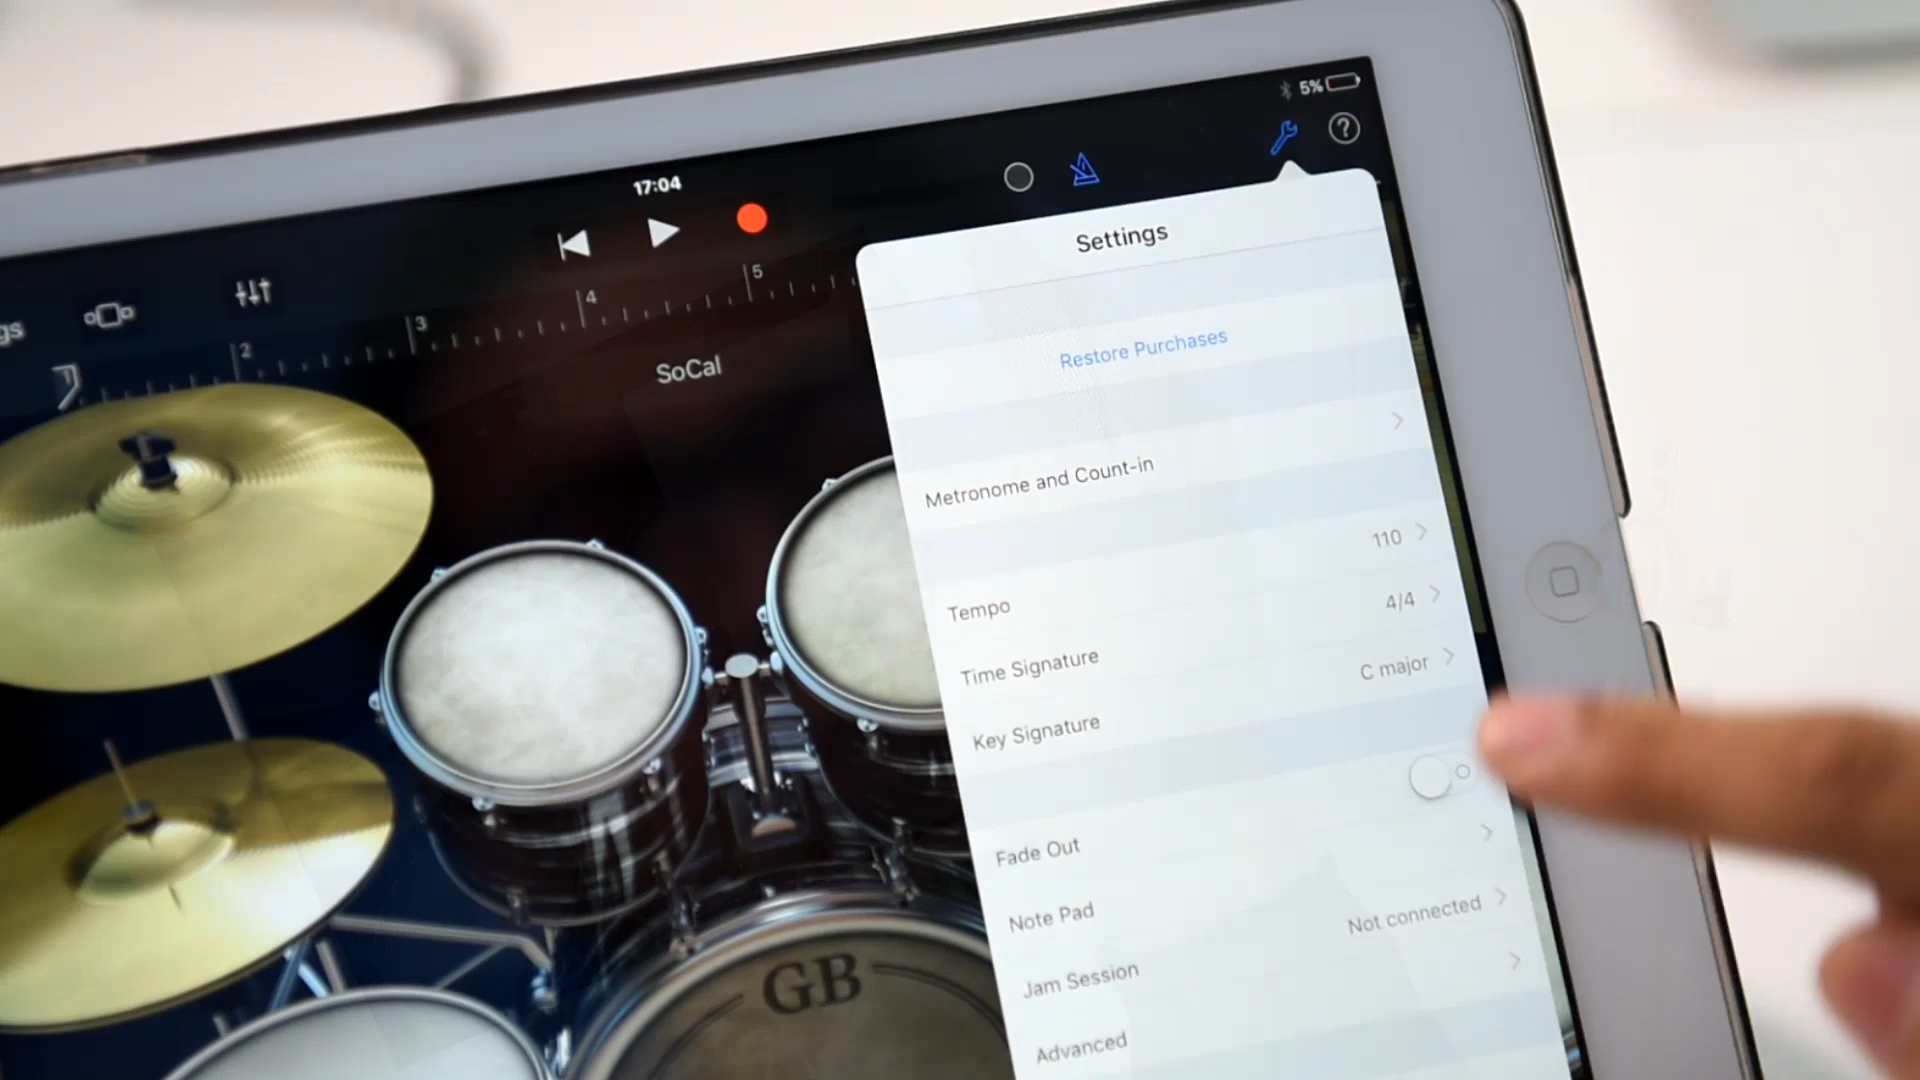 5%
17:04
gs
2
3
4
5
SoCal
Settings
Restore Purchases
Metronome and Count-in
Tempo 110
Time Signature 4/4
Key Signature C major
Fade Out
Note Pad
Jam Session Not connected
Advanced
GB